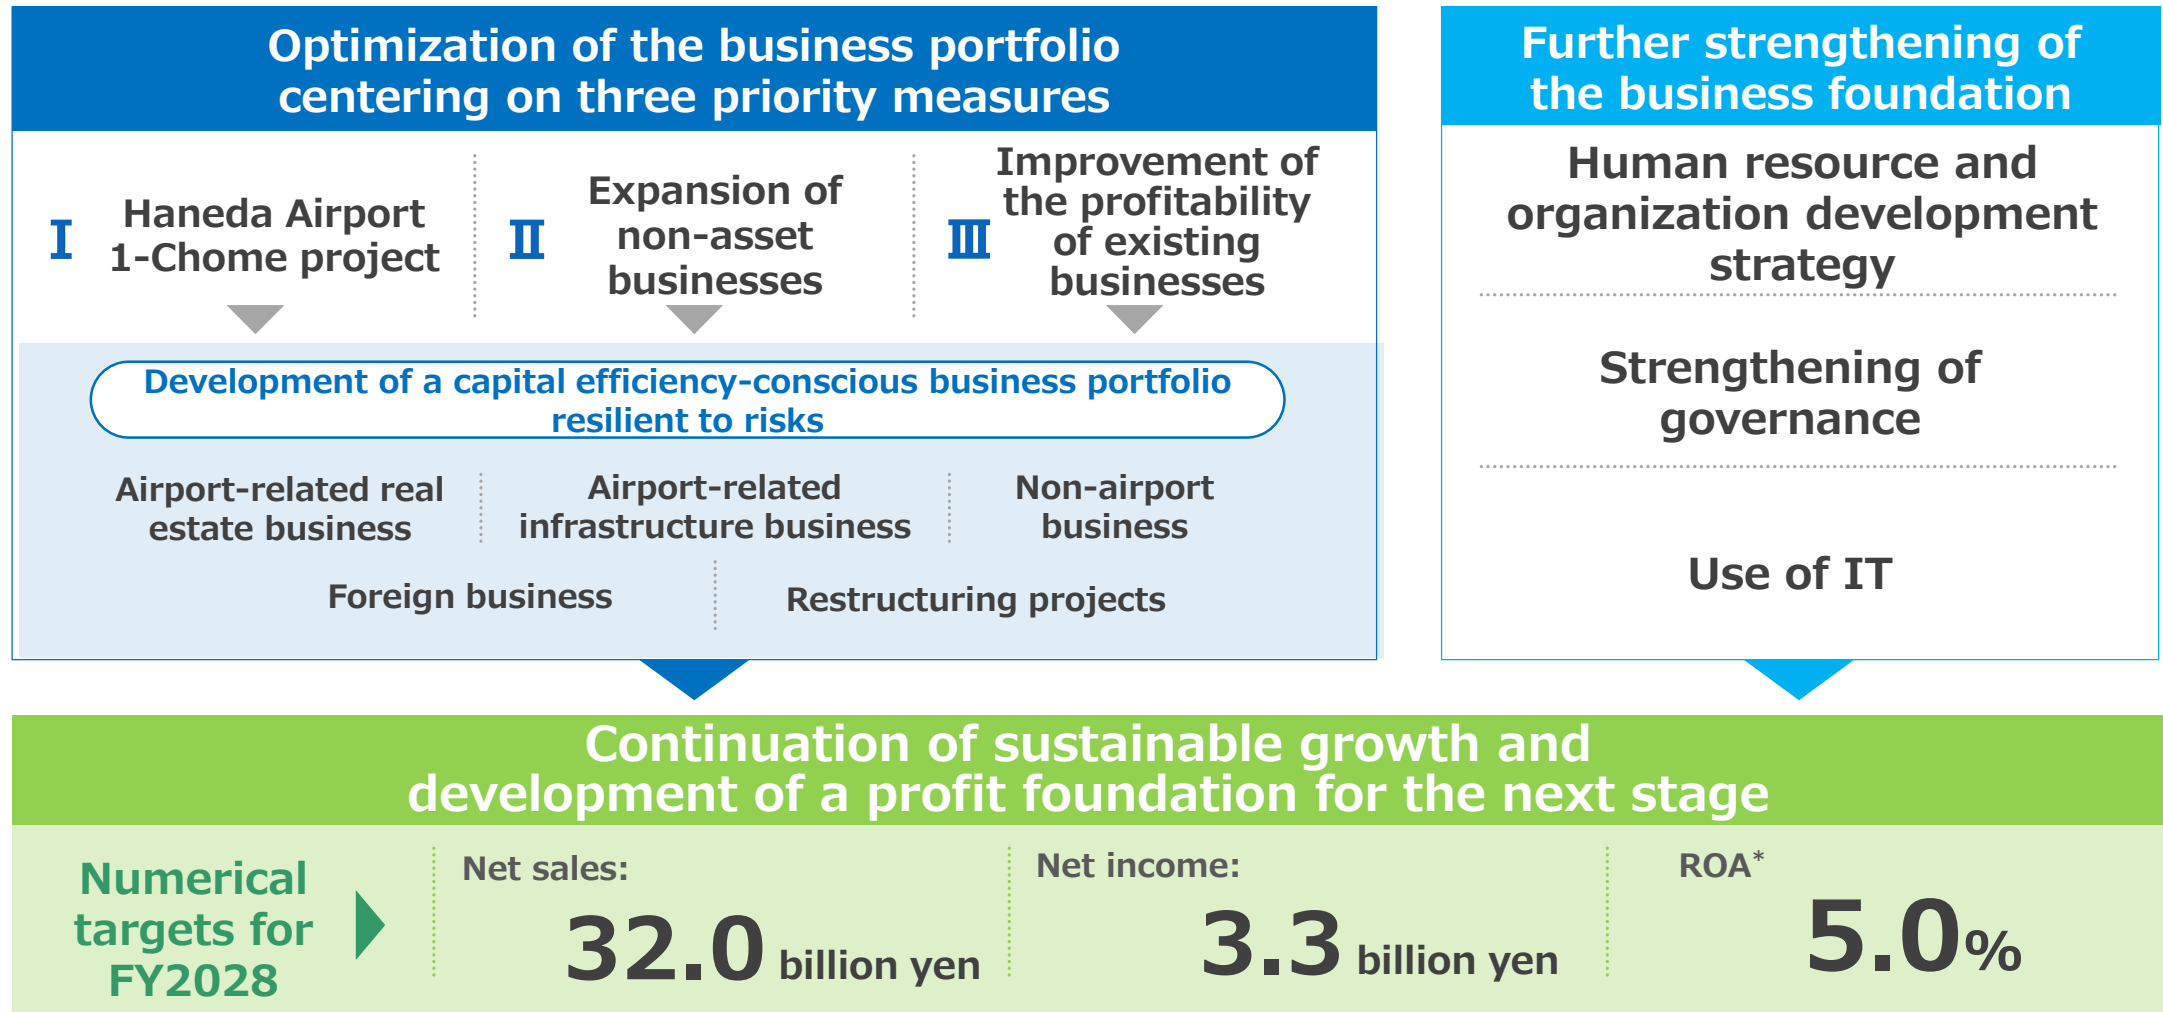 Optimization of the business portfolio
centering on three priority measures
I
Haneda Airport
1-Chome project
II
Expansion of
non-asset
businesses
III
Improvement of
the profitability
of existing
businesses
Development of a capital efficiency-conscious business portfolio
resilient to risks
Airport-related real
estate business
Airport-related
infrastructure business
Non-airport
business
Foreign business
Restructuring projects
Further strengthening of
the business foundation
Human resource and
organization development
strategy
Strengthening of
governance
Use of IT
Continuation of sustainable growth and
development of a profit foundation for the next stage
Numerical
targets for
FY2028
Net sales:
32.0 billion yen
Net income:
3.3 billion yen
ROA*
5.0%